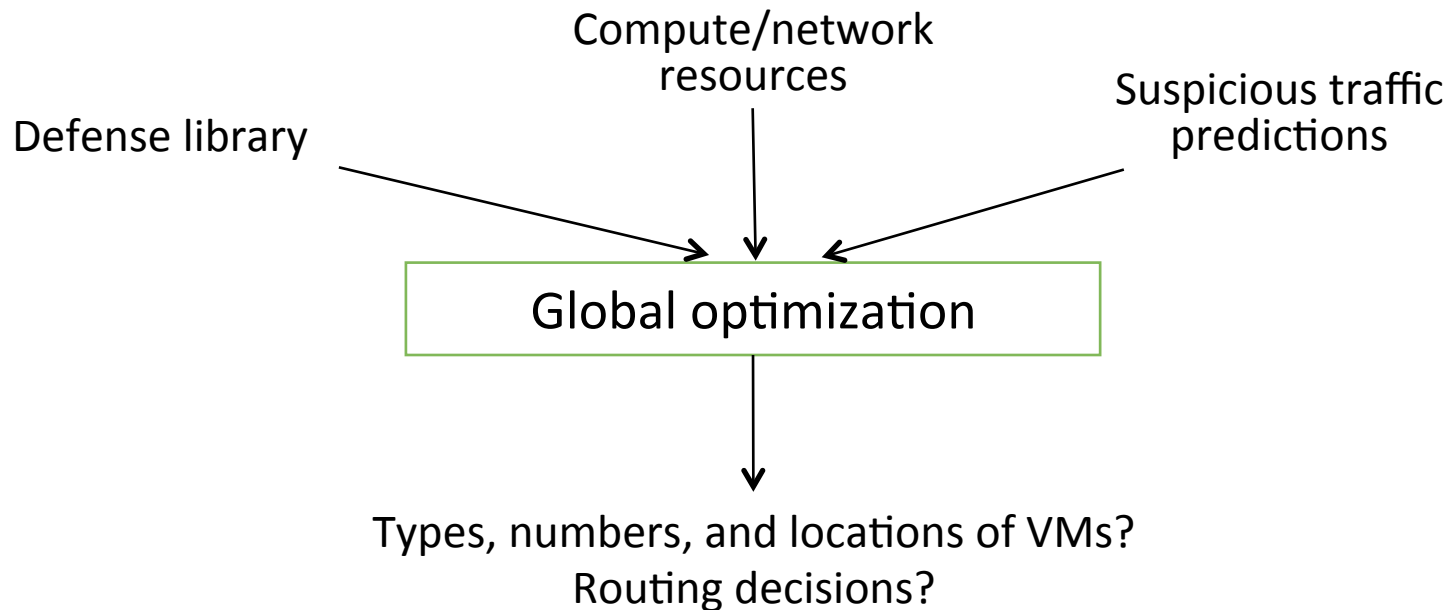 Compute/network
resources
Suspicious traffic
predictions
Defense library
Global optimization
Types, numbers, and locations of VMs?
Routing decisions?